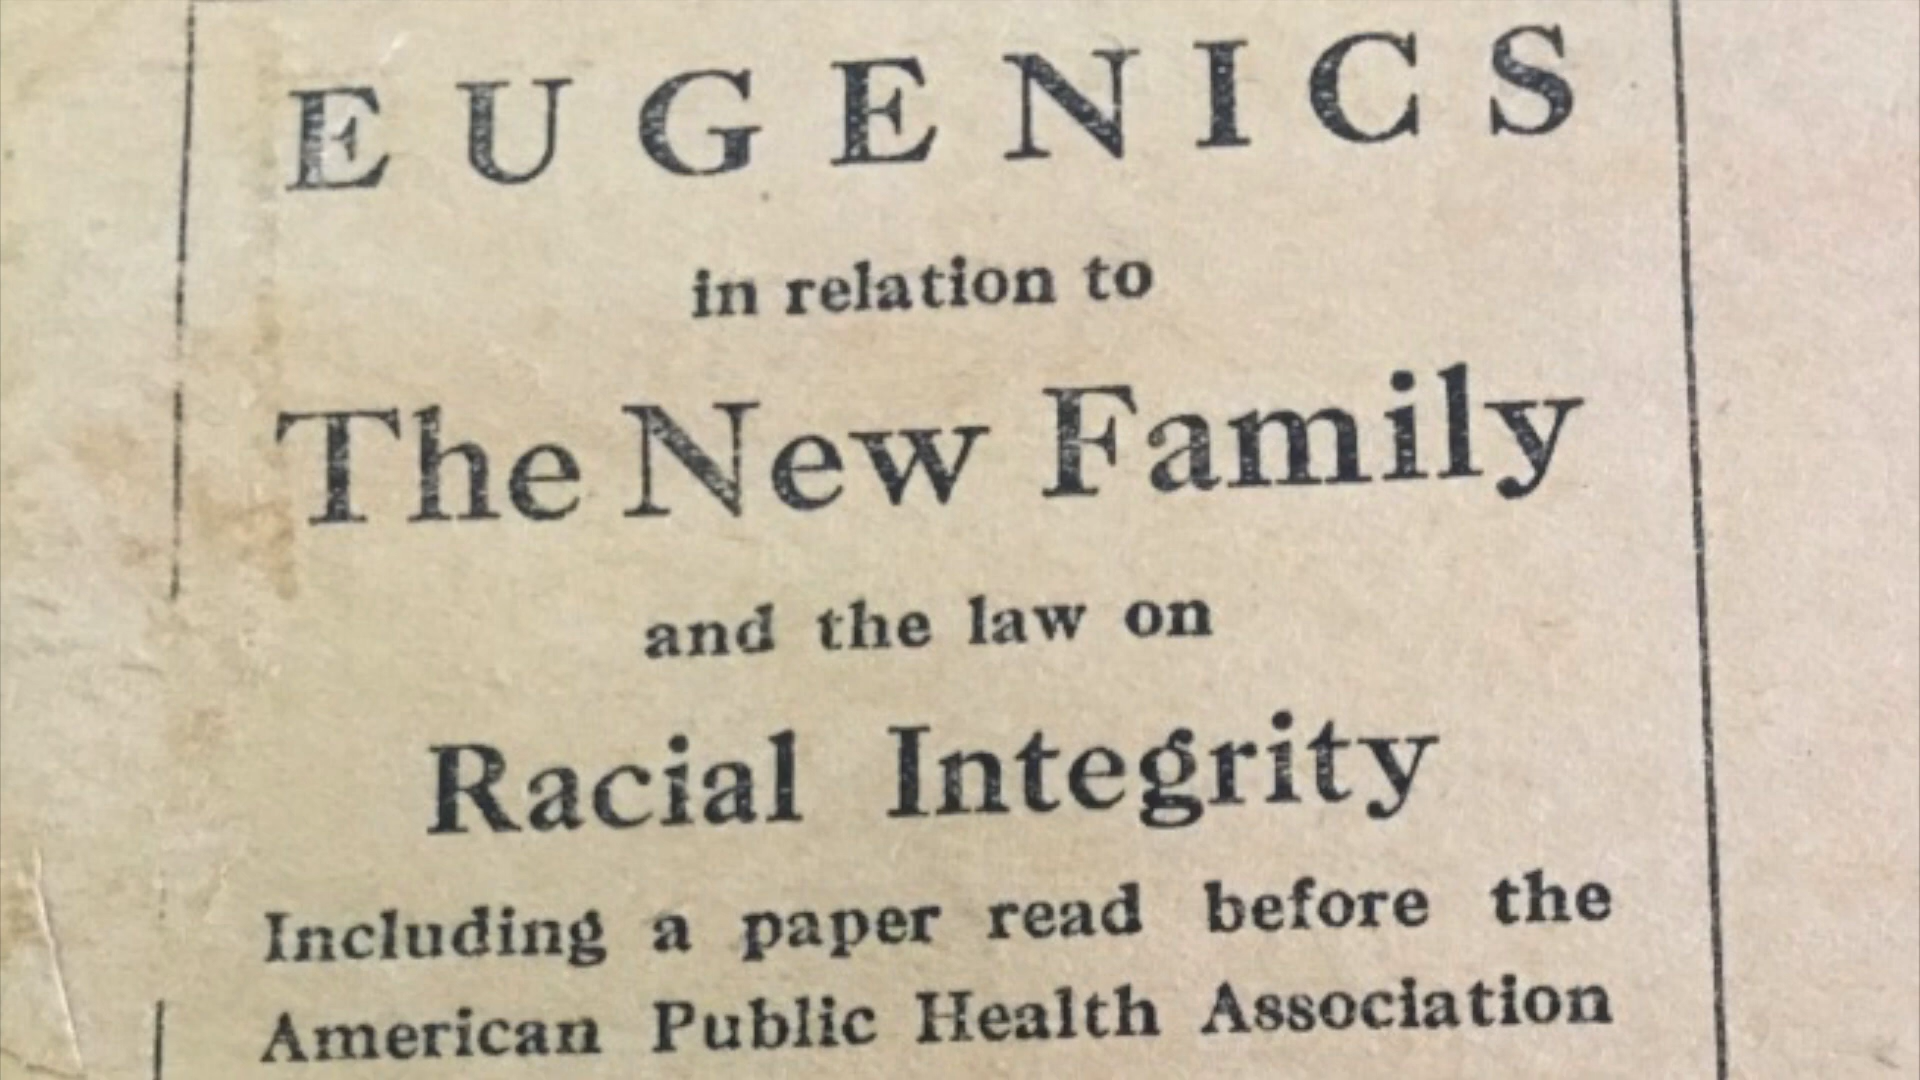 EUGENICS
in relation to
The New Family
and the law on
Racial Integrity
Including a paper read before the
American Public Health Association